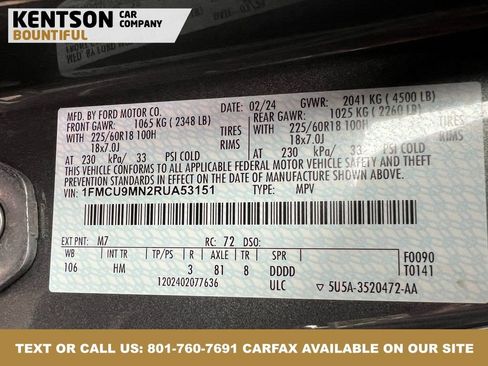 KENTSON CAR COMPANY
BOUNTIFUL
MFD. BY FORD MOTOR CO. 02/24 GVWR: 2041 KG ( 4500 LB)
FRONT GAWR: 1065 KG ( 2348 LB) REAR GAWR: 1025 KG ( 2260 LB)
WITH 225/60R18 100H TIRES WITH 225/60R18 100H TIRES
18x7.0J RIMS 18x7.0J RIMS
AT 230 kPa/ 33 PSI COLD AT 230 kPa/ 33 PSI COLD
THIS VEHICLE CONFORMS TO ALL APPLICABLE FEDERAL MOTOR VEHICLE SAFETY AND THEFT PREVENTION
STANDARDS IN EFFECT ON THE DATE OF MANUFACTURE SHOWN ABOVE.
VIN: 1FMCU9MN2RUA53151 TYPE: MPV
EXT PNT: M7 RC: 72 DSO:
WB INT TR TP/PS R AXLE TR SPR F0090
106 HM 3 81 8 DDDD T0141
1202402077636 ULC ▽ 5U5A-3520472-AA
TEXT OR CALL US: 801-760-7691 CARFAX AVAILABLE ON OUR SITE